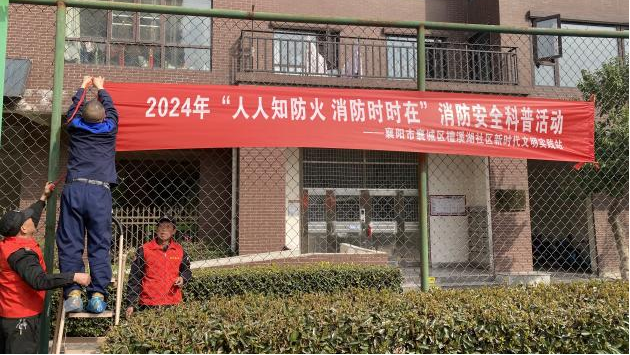 2024年“人人知防火 消防时时在”消防安全科普活动
——襄阳市襄城区檀溪湖社区新时代文明实践站